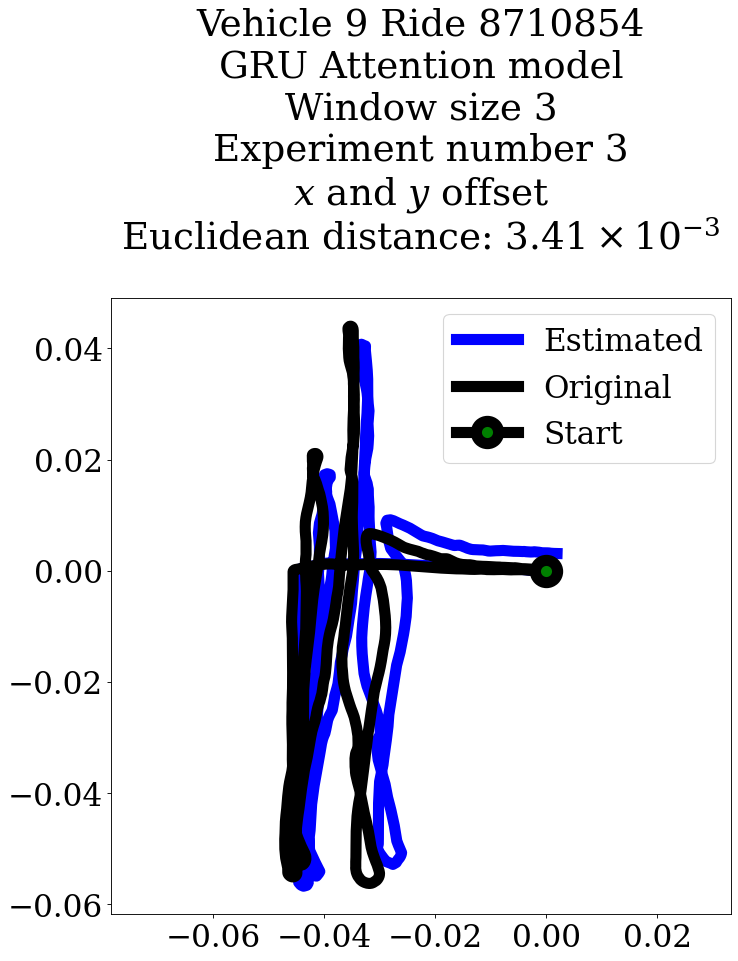 Vehicle 9 Ride 8710854
GRU Attention model
Window size 3
Experiment number 3
x and y offset
Euclidean distance: 3.41 × 10⁻³
Estimated
Original
Start
0.04
0.02
0.00
−0.02
−0.04
−0.06
−0.06 −0.04 −0.02 0.00 0.02